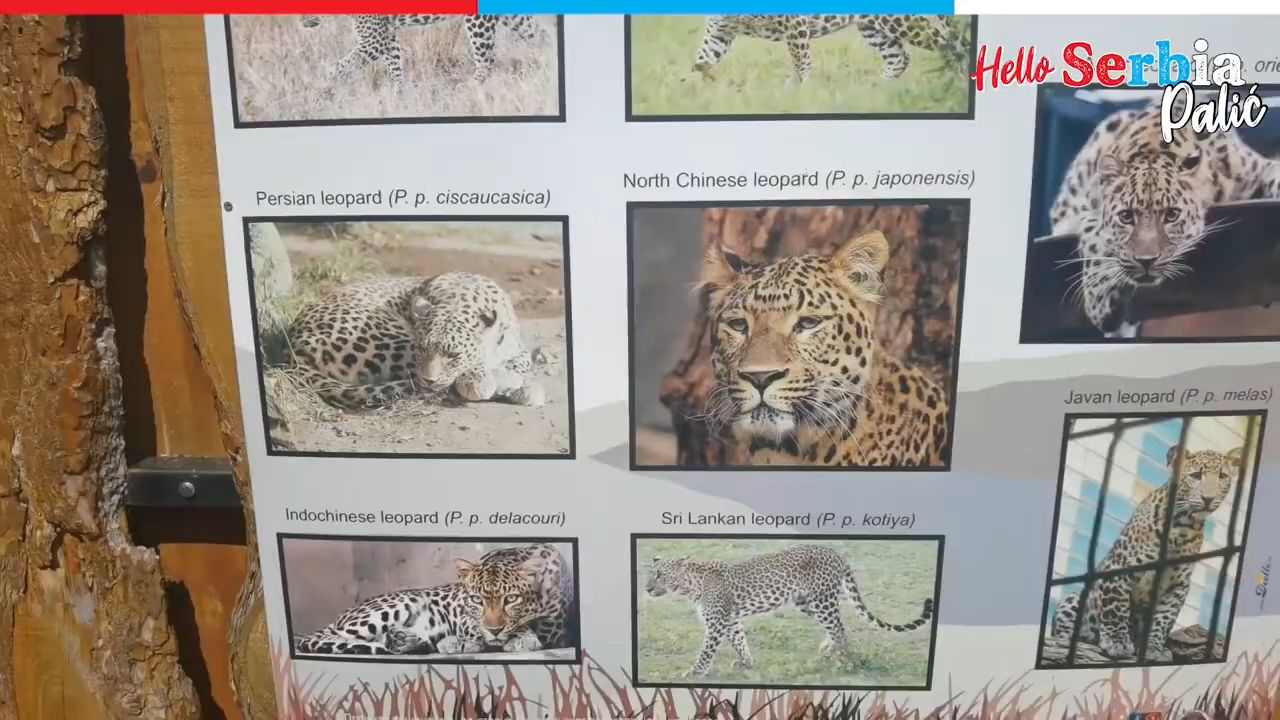 Hello Serbia
Palić
Persian leopard (P. p. ciscaucasica)
North Chinese leopard (P. p. japonensis)
Javan leopard (P. p. melas)
Indochinese leopard (P. p. delacouri)
Sri Lankan leopard (P. p. kotiya)